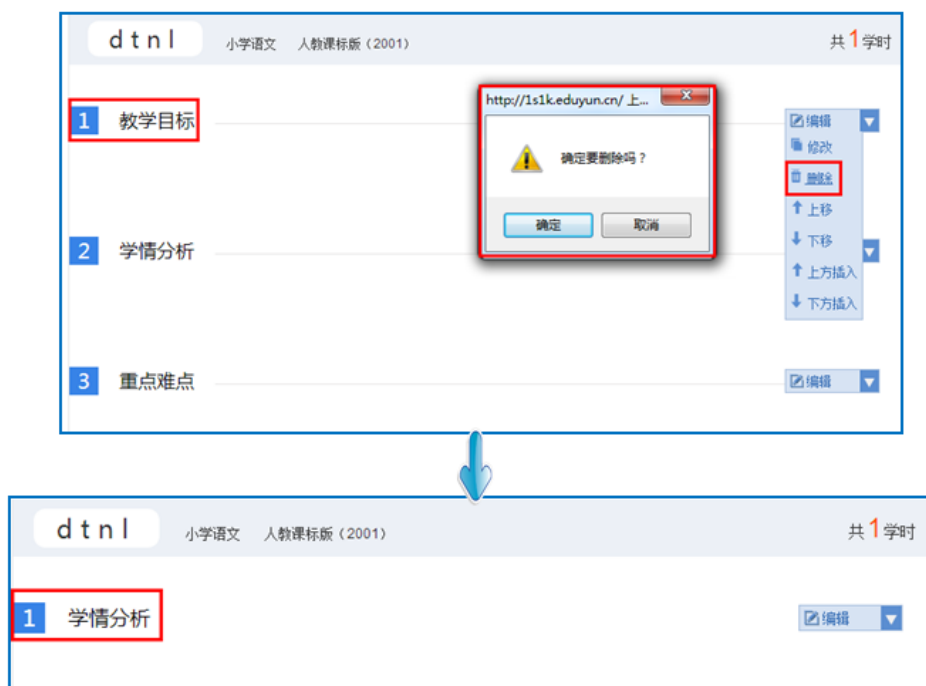 dtnl 小学语文 人教课标版（2001） 共1学时
http://1s1k.eduyun.cn/ 上...
1 教学目标
编辑
修改
确定要删除吗？
删除
上移
确定 取消
2 学情分析
下移
上方插入
下方插入
3 重点难点
编辑
dtnl 小学语文 人教课标版（2001） 共1学时
1 学情分析
编辑